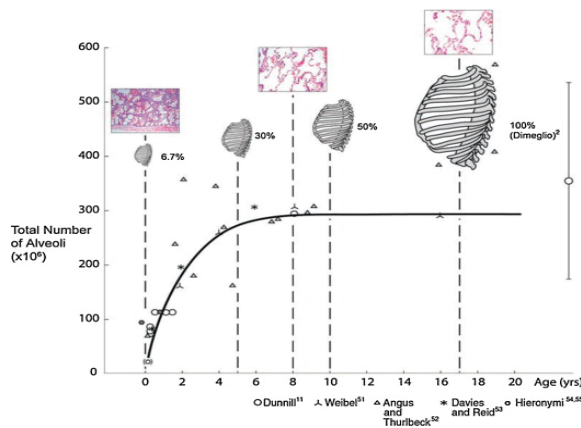 600
500
400
300
200
100
0
Total Number
of Alveoli
(x10⁶)
6.7%
30%
50%
100%
(Dimeglio)²
0 2 4 6 8 10 12 14 16 18 20 Age (yrs)
Dunnill¹¹ Weibel⁵¹ Angus and Thurlbeck⁵² Davies and Reid⁵³ Hieronymi